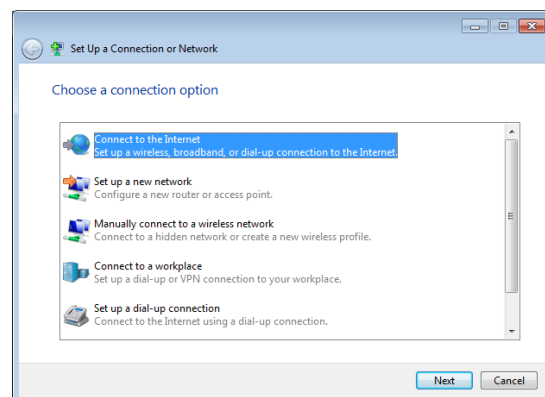 Set Up a Connection or Network
Choose a connection option
Connect to the Internet
Set up a wireless, broadband, or dial-up connection to the Internet.
Set up a new network
Configure a new router or access point.
Manually connect to a wireless network
Connect to a hidden network or create a new wireless profile.
Connect to a workplace
Set up a dial-up or VPN connection to your workplace.
Set up a dial-up connection
Connect to the Internet using a dial-up connection.
Next Cancel